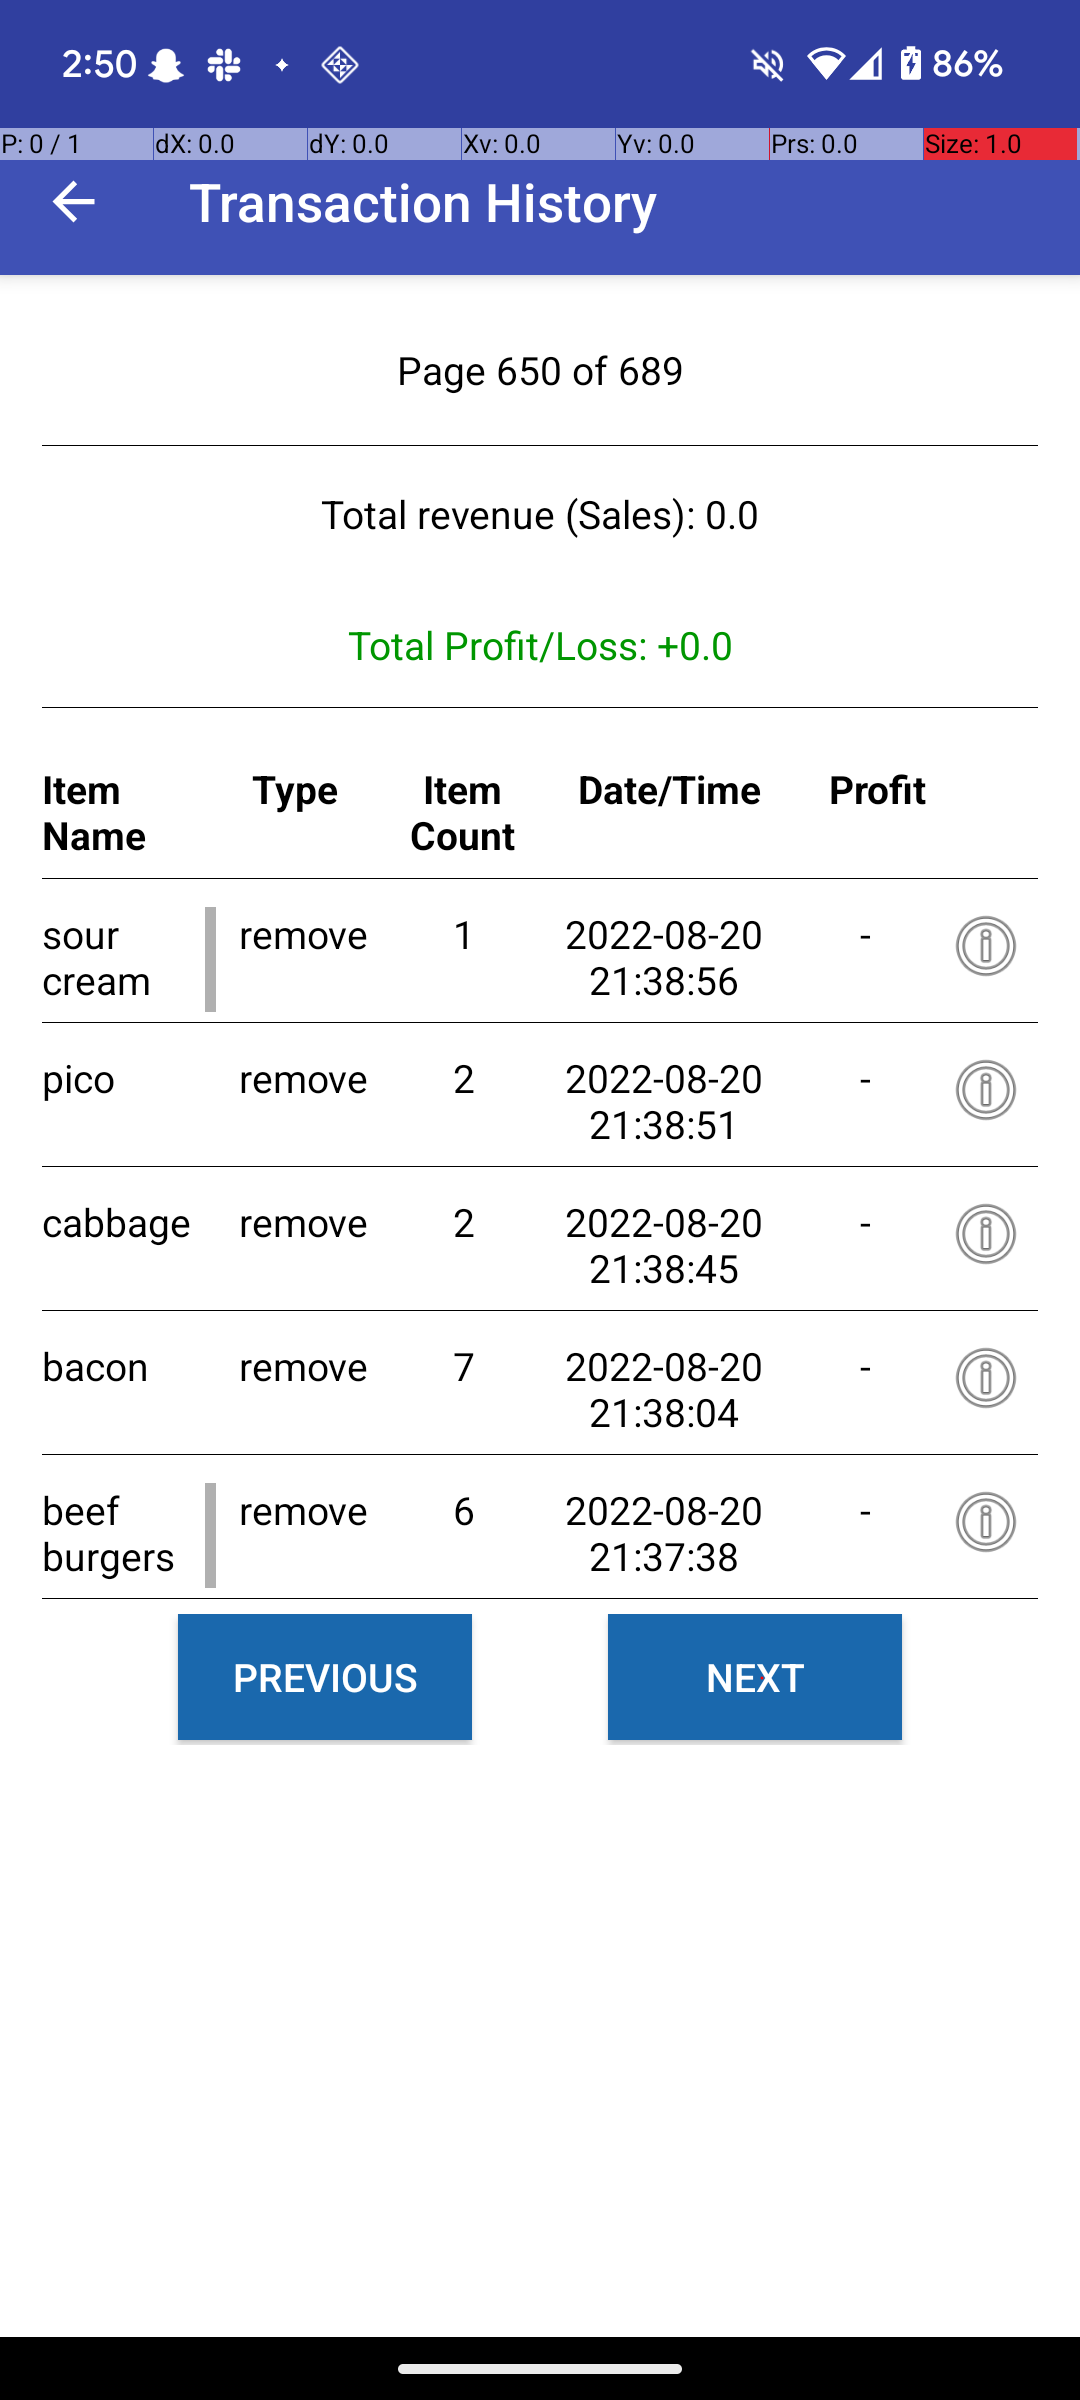 2:50 86%
P: 0 / 1 dX: 0.0 dY: 0.0 Xv: 0.0 Yv: 0.0 Prs: 0.0 Size: 1.0
Transaction History
Page 650 of 689
Total revenue (Sales): 0.0
Total Profit/Loss: +0.0
Item Name Type Item Count Date/Time Profit
sour cream remove 1 2022-08-20 21:38:56 -
pico remove 2 2022-08-20 21:38:51 -
cabbage remove 2 2022-08-20 21:38:45 -
bacon remove 7 2022-08-20 21:38:04 -
beef burgers remove 6 2022-08-20 21:37:38 -
PREVIOUS NEXT